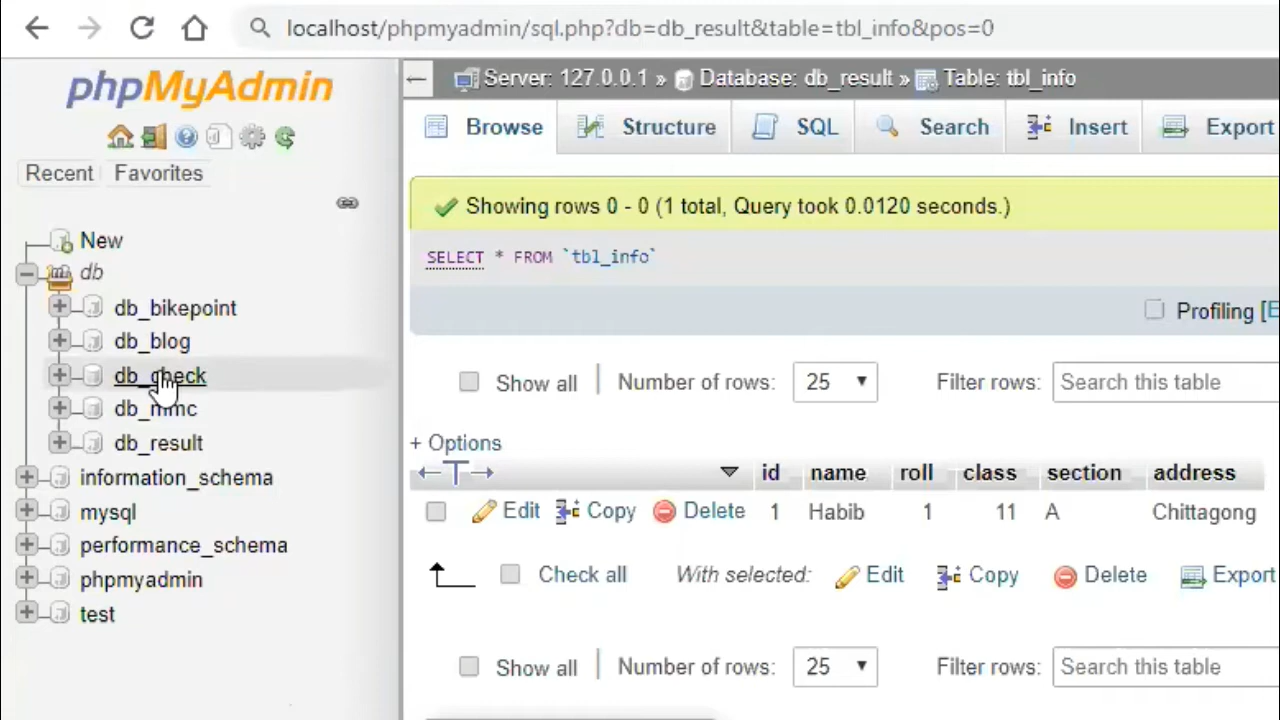 localhost/phpmyadmin/sql.php?db=db_result&table=tbl_info&pos=0
phpMyAdmin
Recent Favorites
New
db
db_bikepoint
db_blog
db_check
db_mmc
db_result
information_schema
mysql
performance_schema
phpmyadmin
test
Server: 127.0.0.1 » Database: db_result » Table: tbl_info
Browse Structure SQL Search Insert Export
Showing rows 0 - 0 (1 total, Query took 0.0120 seconds.)
SELECT * FROM `tbl_info`
Profiling [E
Show all Number of rows: 25 Filter rows: Search this table
+ Options
id name roll class section address
Edit Copy Delete 1 Habib 1 11 A Chittagong
Check all With selected: Edit Copy Delete Export
Show all Number of rows: 25 Filter rows: Search this table